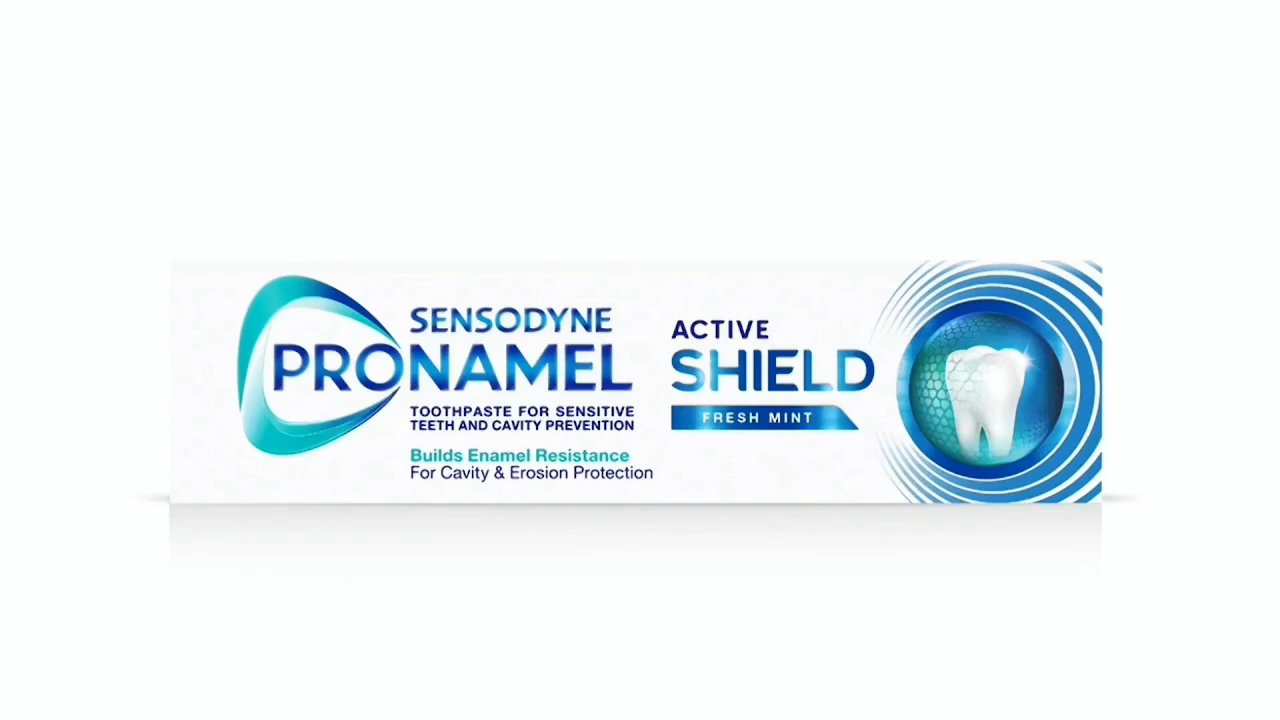 SENSODYNE
PRONAMEL
TOOTHPASTE FOR SENSITIVE
TEETH AND CAVITY PREVENTION
Builds Enamel Resistance
For Cavity & Erosion Protection
ACTIVE
SHIELD
FRESH MINT